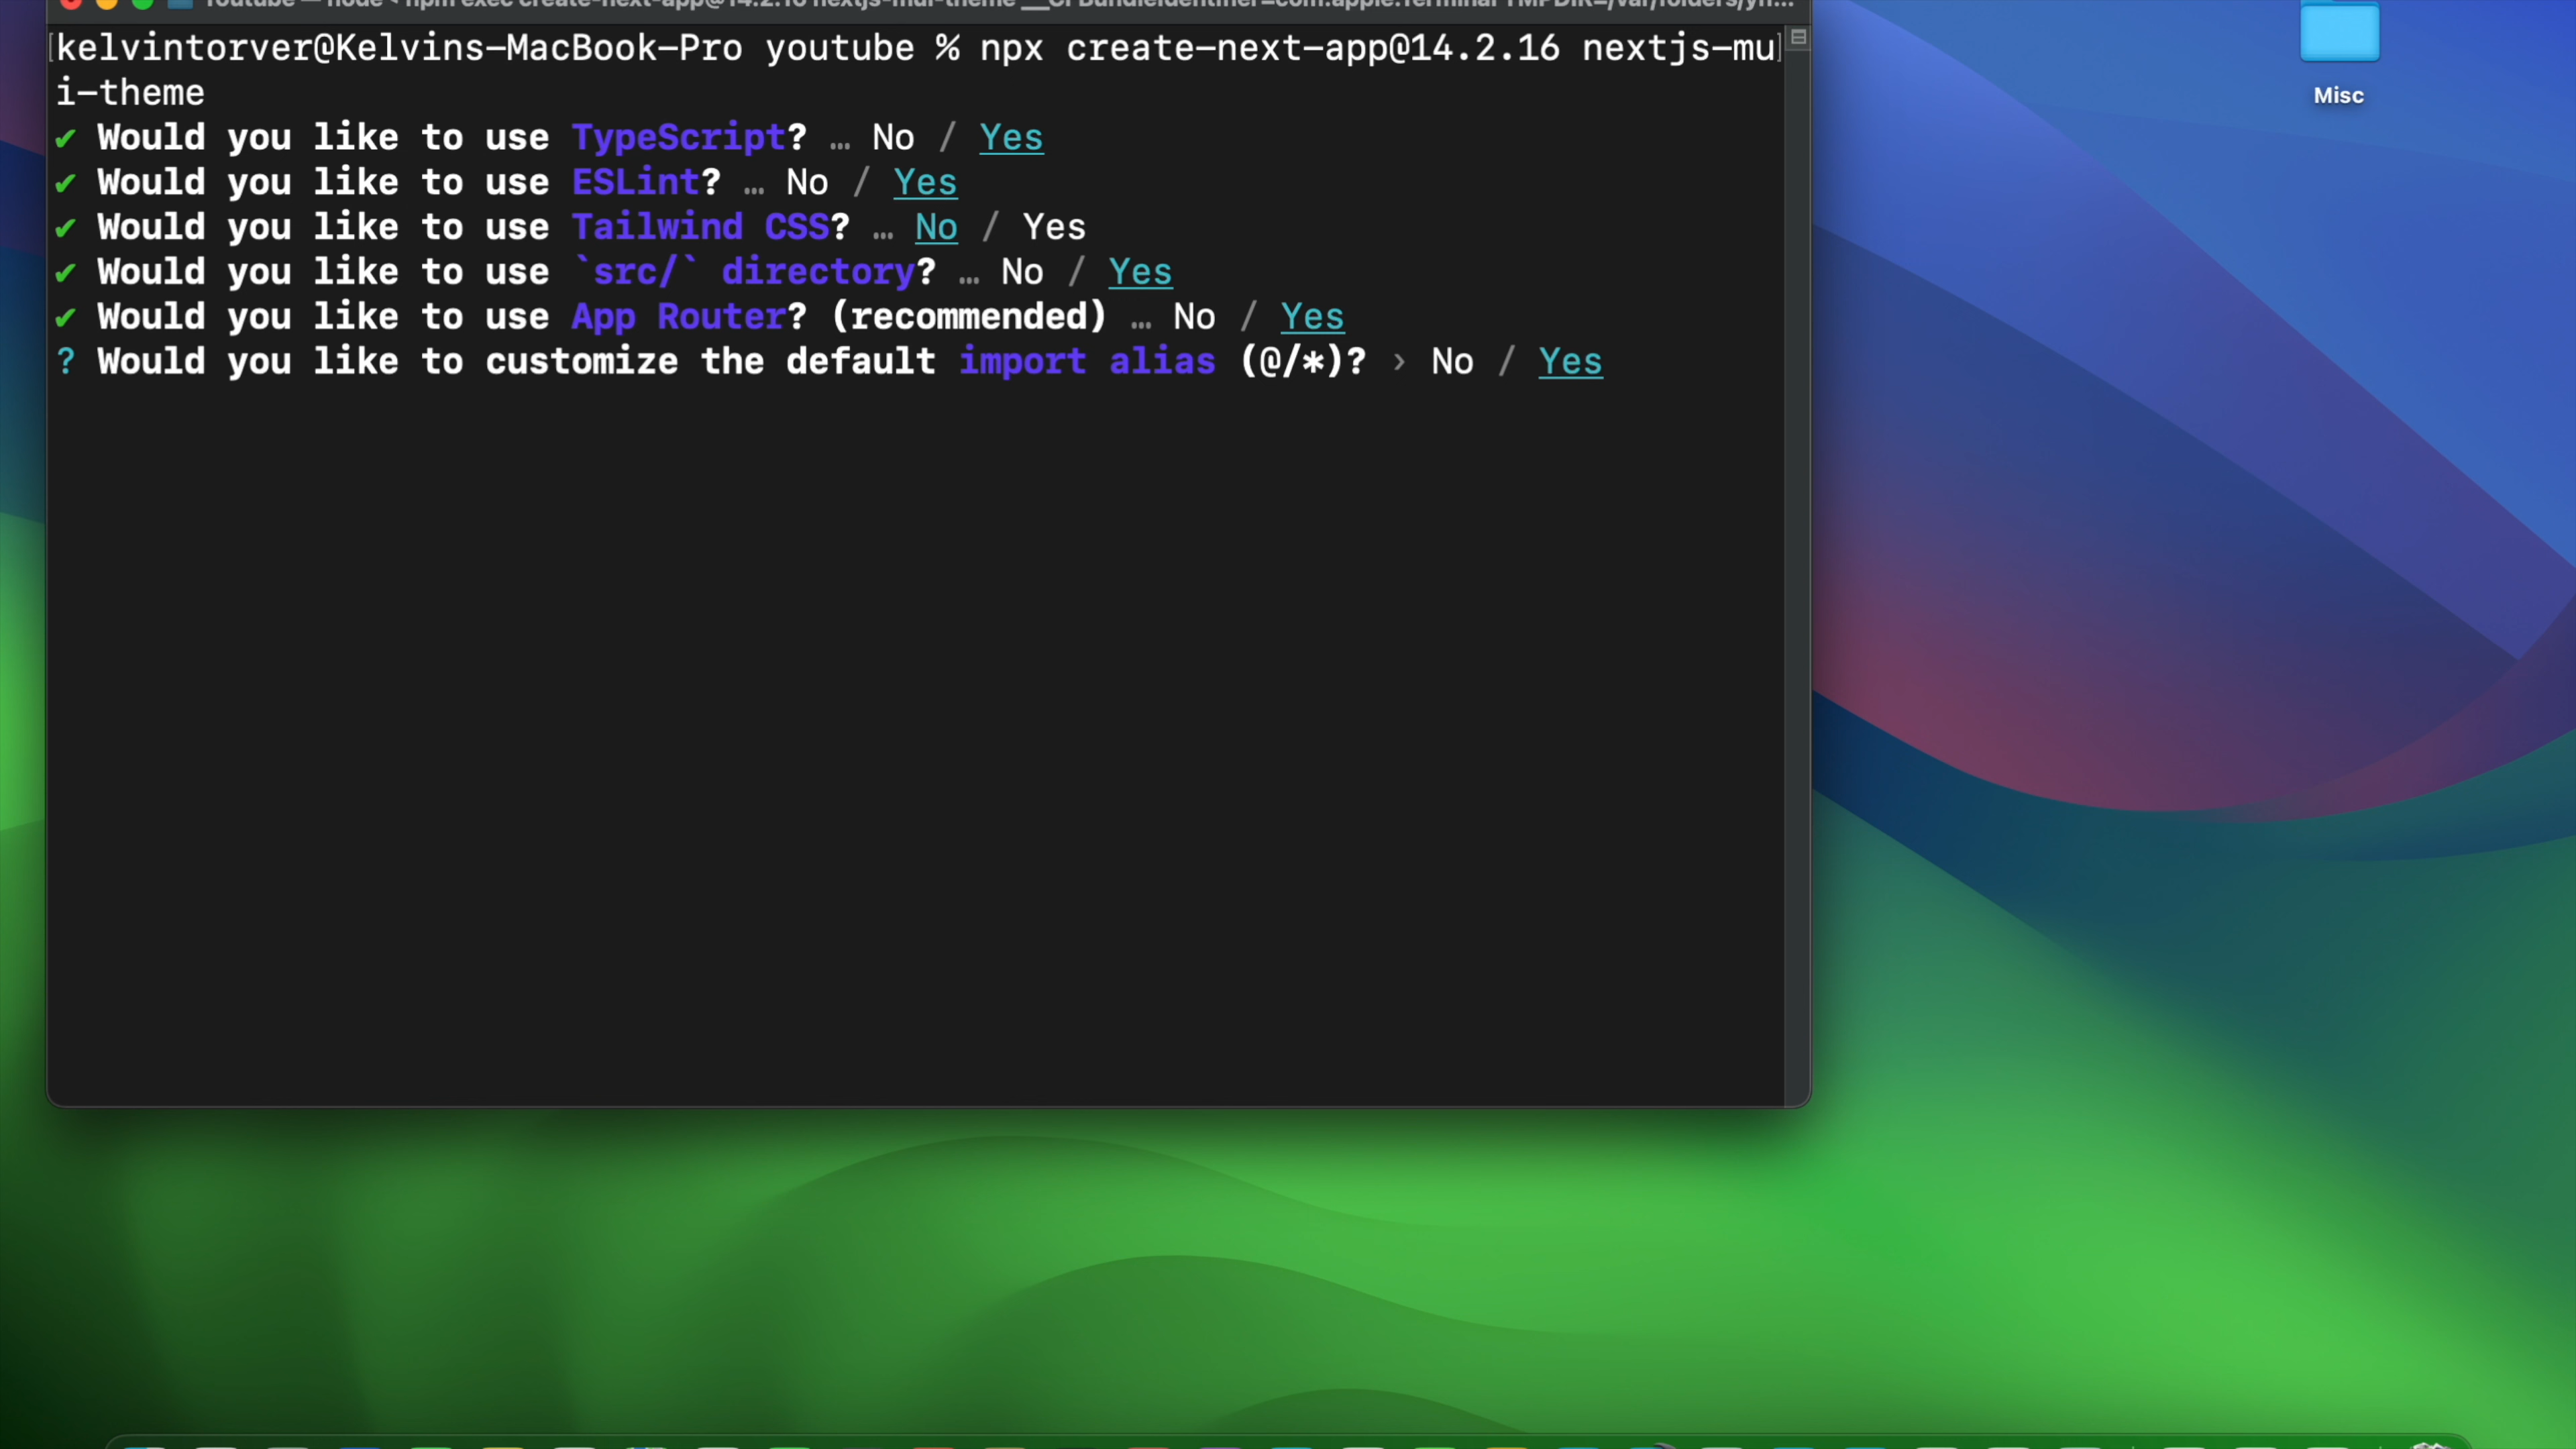 kelvintorver@Kelvins-MacBook-Pro youtube % npx create-next-app@14.2.16 nextjs-mu
i-theme
✔ Would you like to use TypeScript? … No / Yes
✔ Would you like to use ESLint? … No / Yes
✔ Would you like to use Tailwind CSS? … No / Yes
✔ Would you like to use `src/` directory? … No / Yes
✔ Would you like to use App Router? (recommended) … No / Yes
? Would you like to customize the default import alias (@/*)? › No / Yes
Misc